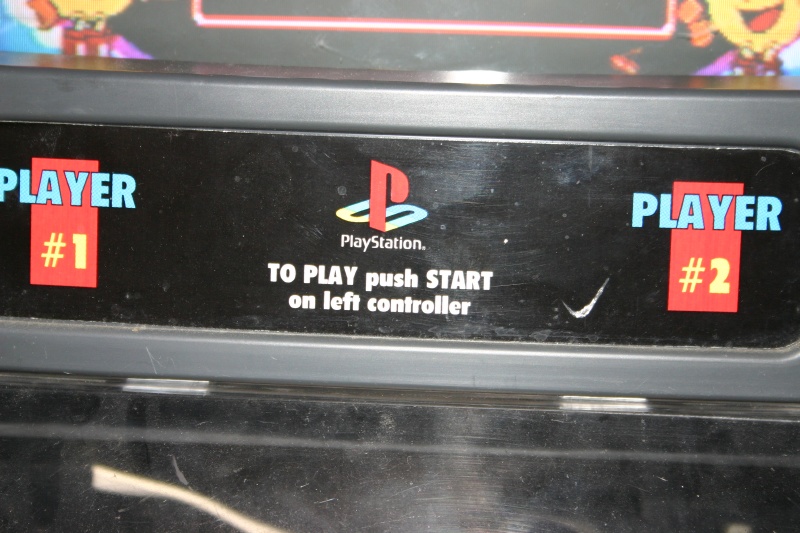 PLAYER
#1
PlayStation.
TO PLAY push START
on left controller
PLAYER
#2